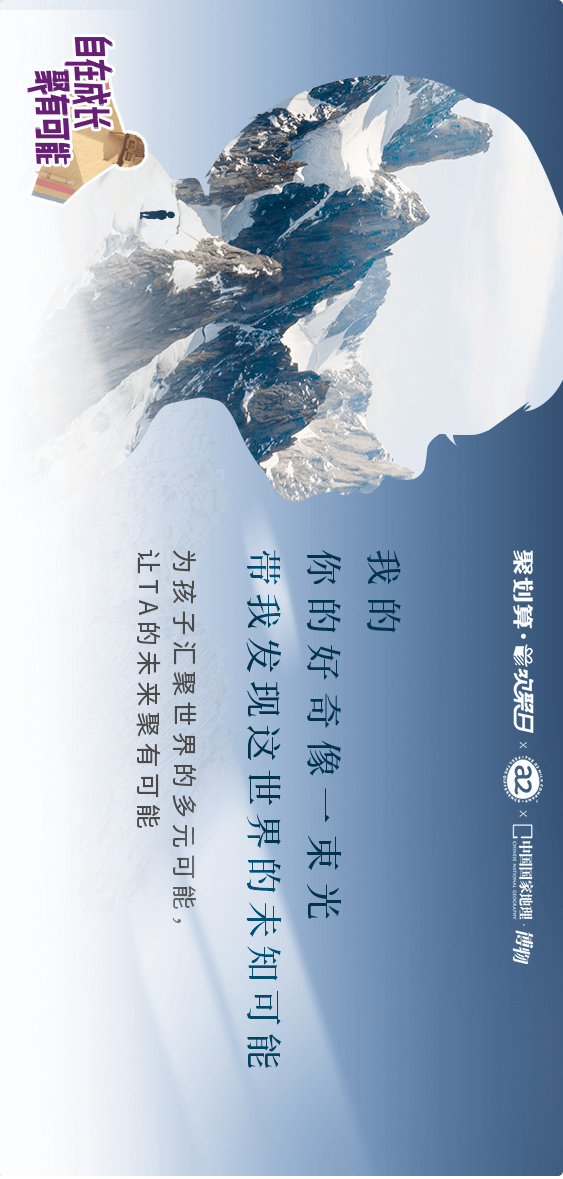 聚划算·欢聚日 x a2 x 中国国家地理·博物
CHINESE NATIONAL GEOGRAPHY
我的
你的好奇像一束光
带我发现这世界的未知可能
为孩子汇聚世界的多元可能，
让TA的未来聚有可能
自在成长
聚有可能